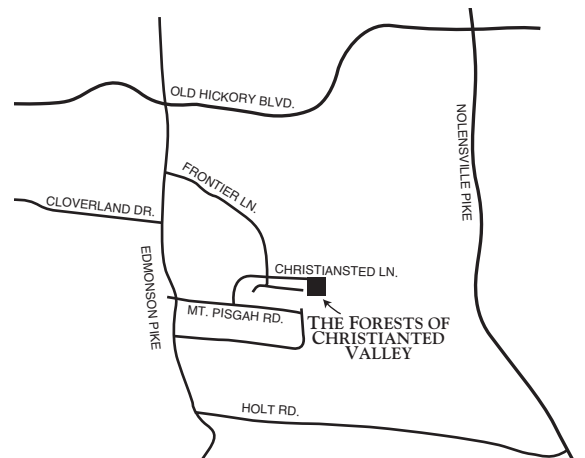 OLD HICKORY BLVD.
NOLENSVILLE PIKE
FRONTIER LN.
CLOVERLAND DR.
EDMONSON PIKE
CHRISTIANSTED LN.
MT. PISGAH RD.
THE FORESTS OF
CHRISTIANTED
VALLEY
HOLT RD.